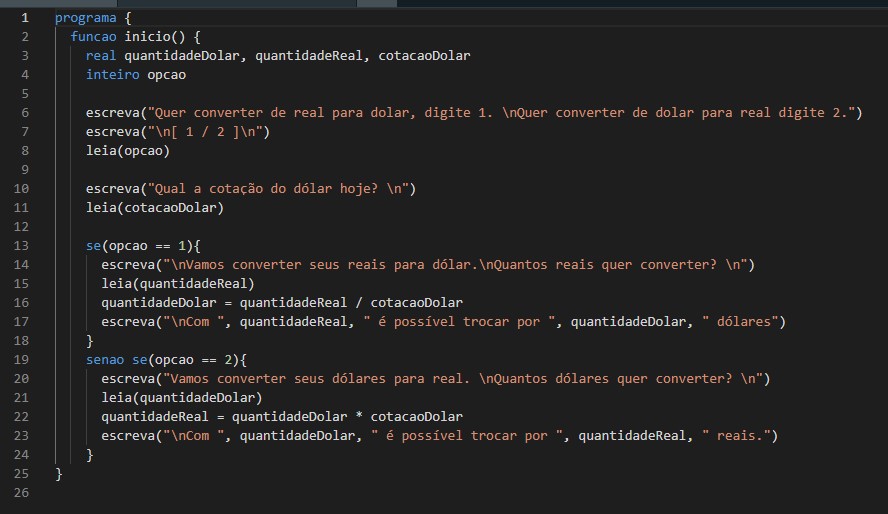 1 programa {
2 funcao inicio() {
3 real quantidadeDolar, quantidadeReal, cotacaoDolar
4 inteiro opcao
5
6 escreva("Quer converter de real para dolar, digite 1. \nQuer converter de dolar para real digite 2.")
7 escreva("\n[ 1 / 2 ]\n")
8 leia(opcao)
9
10 escreva("Qual a cotação do dólar hoje? \n")
11 leia(cotacaoDolar)
12
13 se(opcao == 1){
14 escreva("\nVamos converter seus reais para dólar.\nQuantos reais quer converter? \n")
15 leia(quantidadeReal)
16 quantidadeDolar = quantidadeReal / cotacaoDolar
17 escreva("\nCom ", quantidadeReal, " é possível trocar por ", quantidadeDolar, " dólares")
18 }
19 senao se(opcao == 2){
20 escreva("Vamos converter seus dólares para real. \nQuantos dólares quer converter? \n")
21 leia(quantidadeDolar)
22 quantidadeReal = quantidadeDolar * cotacaoDolar
23 escreva("\nCom ", quantidadeDolar, " é possível trocar por ", quantidadeReal, " reais.")
24 }
25 }
26